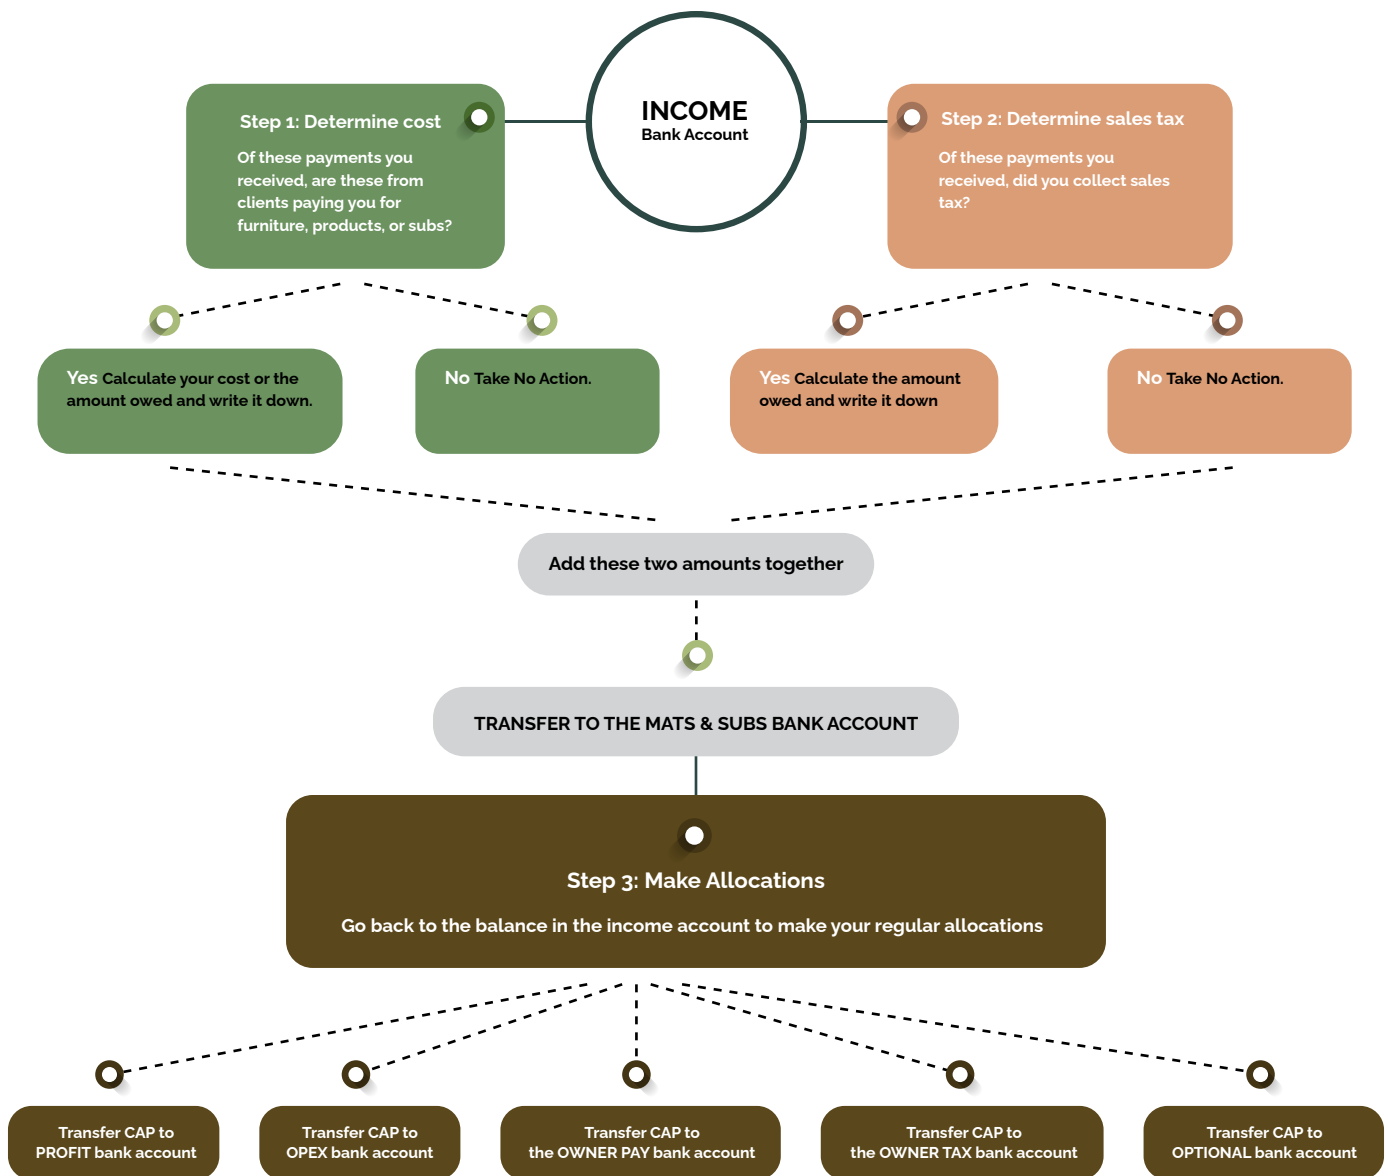 INCOME
Bank Account
Step 1: Determine cost
Of these payments you
received, are these from
clients paying you for
furniture, products, or subs?
Step 2: Determine sales tax
Of these payments you
received, did you collect sales
tax?
Yes Calculate your cost or the
amount owed and write it down.
No Take No Action.
Yes Calculate the amount
owed and write it down
No Take No Action.
Add these two amounts together
TRANSFER TO THE MATS & SUBS BANK ACCOUNT
Step 3: Make Allocations
Go back to the balance in the income account to make your regular allocations
Transfer CAP to
PROFIT bank account
Transfer CAP to
OPEX bank account
Transfer CAP to
the OWNER PAY bank account
Transfer CAP to
the OWNER TAX bank account
Transfer CAP to
OPTIONAL bank account